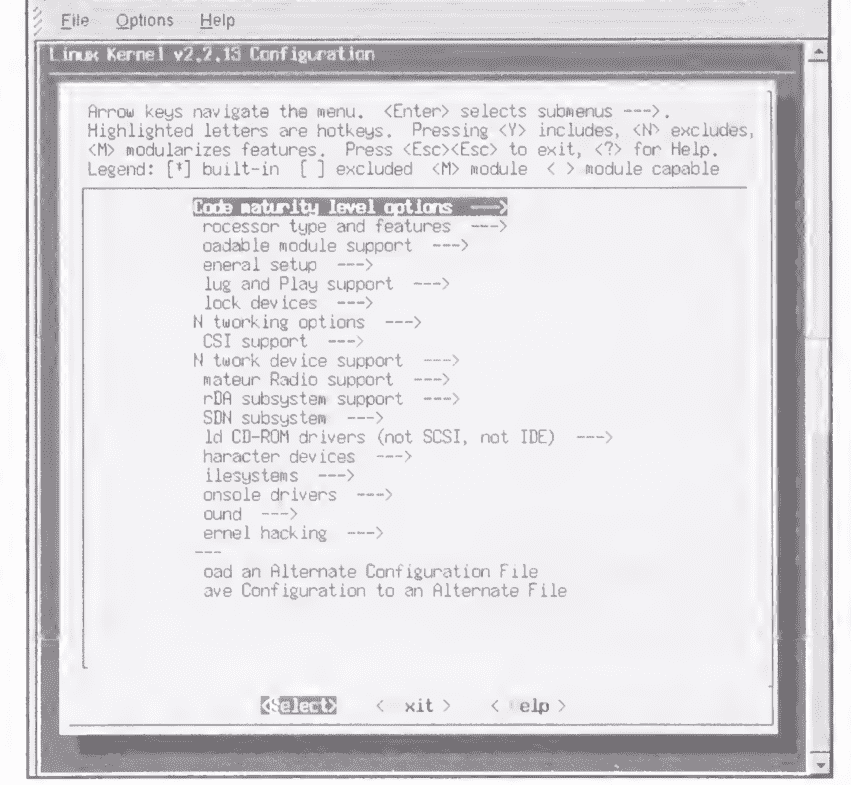 File Options Help
Linux Kernel v2.2.13 Configuration
Arrow keys navigate the menu. <Enter> selects submenus --->.
Highlighted letters are hotkeys. Pressing <Y> includes, <N> excludes,
<M> modularizes features. Press <Esc><Esc> to exit, <?> for Help.
Legend: [*] built-in [ ] excluded <M> module < > module capable
Code maturity level options --->
rocessor type and features --->
oadable module support --->
eneral setup --->
lug and Play support --->
lock devices --->
N tworking options --->
CSI support --->
N twork device support --->
mateur Radio support --->
rDA subsystem support --->
SDN subsystem --->
ld CD-ROM drivers (not SCSI, not IDE) --->
haracter devices --->
ilesystems --->
onsole drivers --->
ound --->
ernel hacking --->
---
oad an Alternate Configuration File
ave Configuration to an Alternate File
<Select> < xit > < elp >